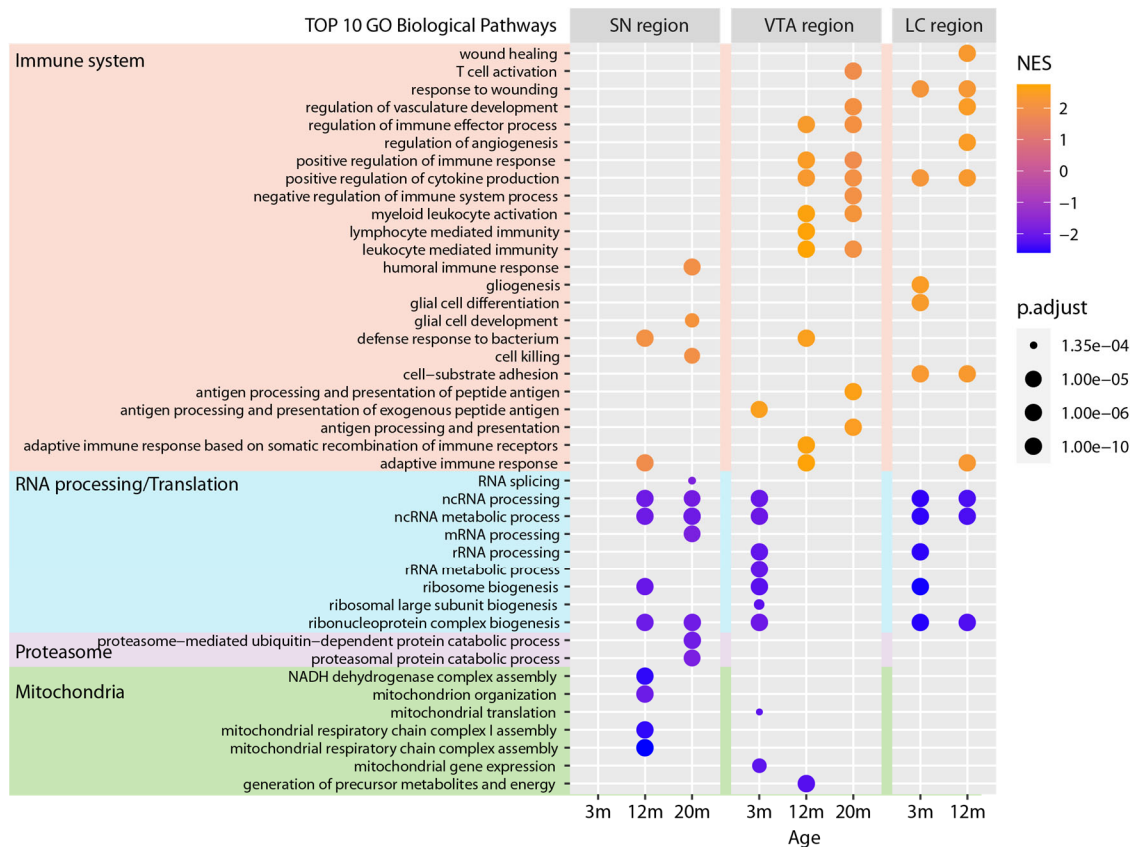 TOP 10 GO Biological Pathways SN region VTA region LC region
Immune system
wound healing
T cell activation
response to wounding
regulation of vasculature development
regulation of immune effector process
regulation of angiogenesis
positive regulation of immune response
positive regulation of cytokine production
negative regulation of immune system process
myeloid leukocyte activation
lymphocyte mediated immunity
leukocyte mediated immunity
humoral immune response
gliogenesis
glial cell differentiation
glial cell development
defense response to bacterium
cell killing
cell−substrate adhesion
antigen processing and presentation of peptide antigen
antigen processing and presentation of exogenous peptide antigen
antigen processing and presentation
adaptive immune response based on somatic recombination of immune receptors
adaptive immune response
RNA processing/Translation
RNA splicing
ncRNA processing
ncRNA metabolic process
mRNA processing
rRNA processing
rRNA metabolic process
ribosome biogenesis
ribosomal large subunit biogenesis
ribonucleoprotein complex biogenesis
Proteasome
proteasome−mediated ubiquitin−dependent protein catabolic process
proteasomal protein catabolic process
Mitochondria
NADH dehydrogenase complex assembly
mitochondrion organization
mitochondrial translation
mitochondrial respiratory chain complex I assembly
mitochondrial respiratory chain complex assembly
mitochondrial gene expression
generation of precursor metabolites and energy
3m 12m 20m 3m 12m 20m 3m 12m
Age
NES
2
1
0
−1
−2
p.adjust
1.35e−04
1.00e−05
1.00e−06
1.00e−10